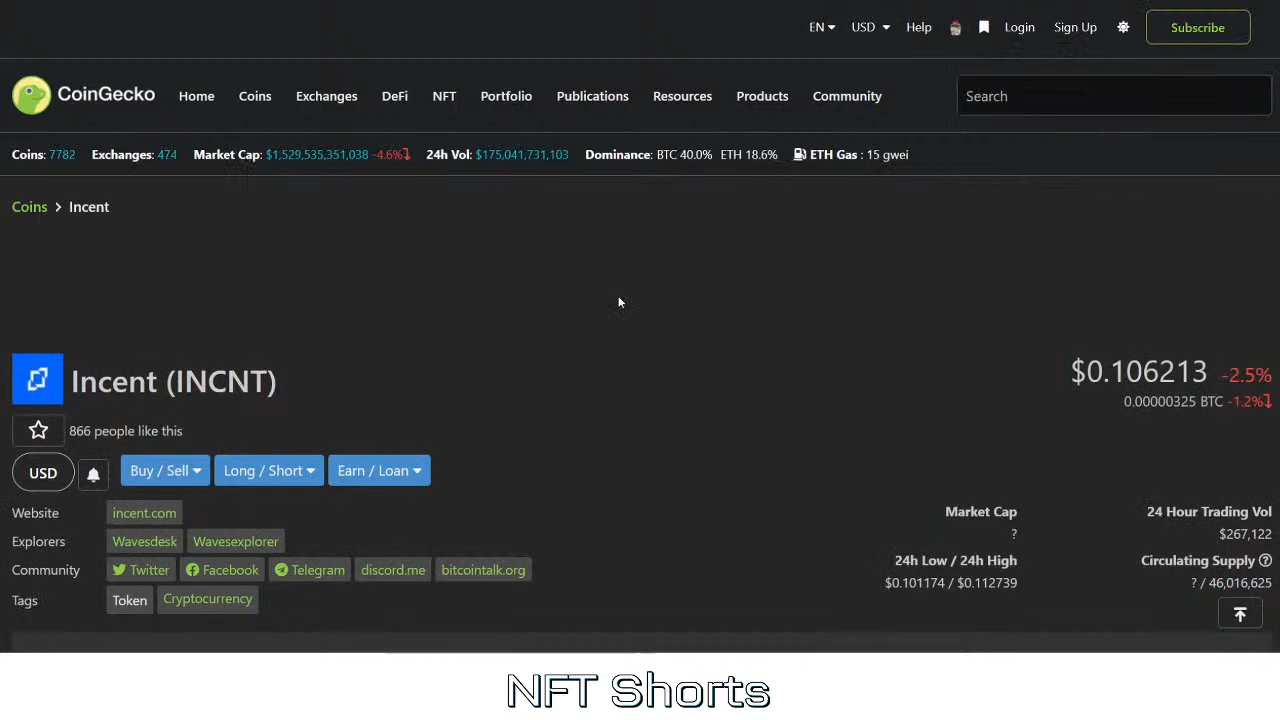 EN USD Help Login Sign Up Subscribe
CoinGecko Home Coins Exchanges DeFi NFT Portfolio Publications Resources Products Community Search
Coins: 7782 Exchanges: 474 Market Cap: $1,529,535,351,038 -4.6% 24h Vol: $175,041,731,103 Dominance: BTC 40.0% ETH 18.6% ETH Gas : 15 gwei
Coins > Incent
Incent (INCNT) $0.106213 -2.5%
0.00000325 BTC -1.2%
866 people like this
USD Buy / Sell Long / Short Earn / Loan
Website incent.com Market Cap 24 Hour Trading Vol
? $267,122
Explorers Wavesdesk Wavesexplorer
24h Low / 24h High Circulating Supply
Community Twitter Facebook Telegram discord.me bitcointalk.org
$0.101174 / $0.112739 ? / 46,016,625
Tags Token Cryptocurrency
NFT Shorts